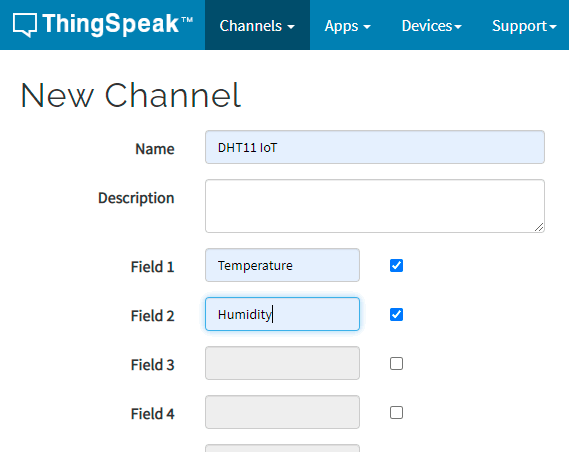 ThingSpeak™ Channels Apps Devices Support
New Channel
Name DHT11 IoT
Description
Field 1 Temperature
Field 2 Humidity
Field 3
Field 4